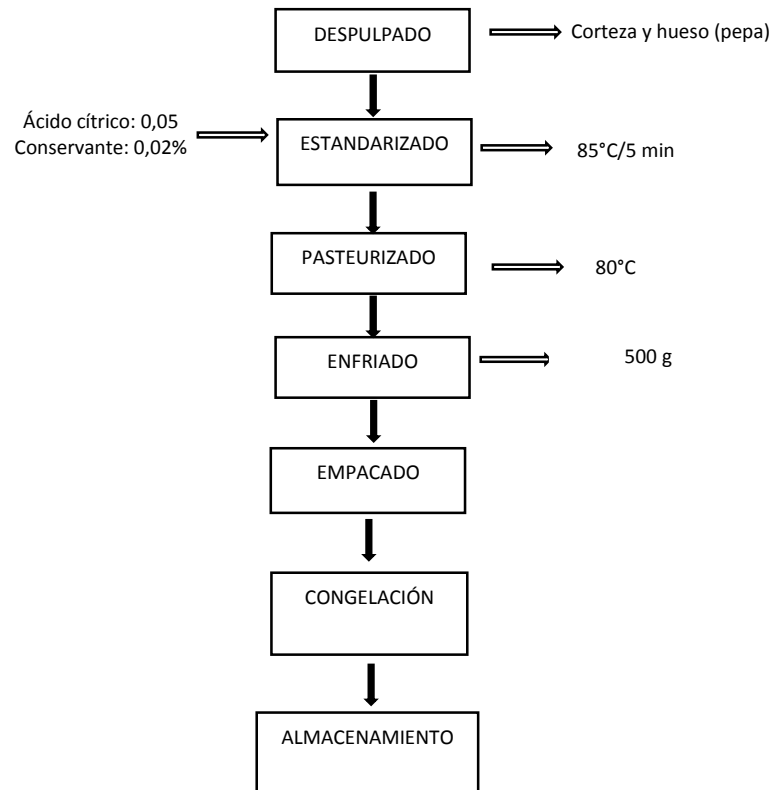 DESPULPADO
Corteza y hueso (pepa)
Ácido cítrico: 0,05
Conservante: 0,02%
ESTANDARIZADO
85°C/5 min
PASTEURIZADO
80°C
ENFRIADO
500 g
EMPACADO
CONGELACIÓN
ALMACENAMIENTO